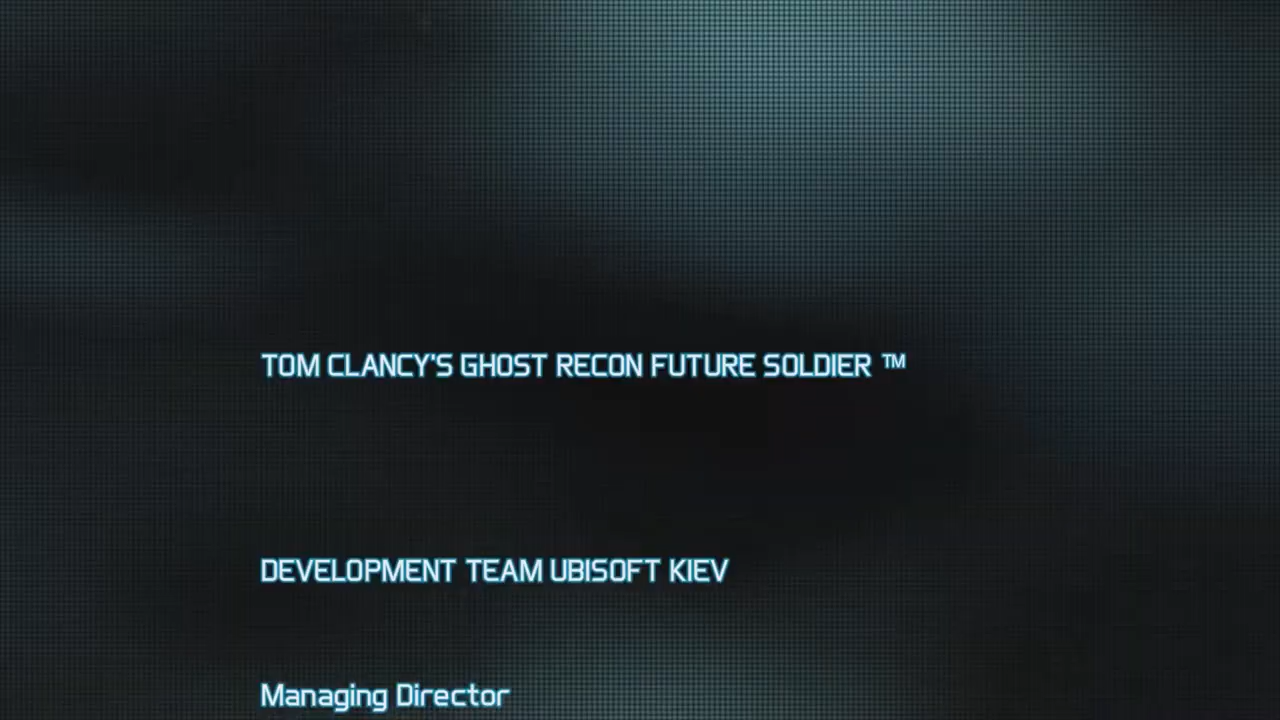 TOM CLANCY'S GHOST RECON FUTURE SOLDIER ™
DEVELOPMENT TEAM UBISOFT KIEV
Managing Director